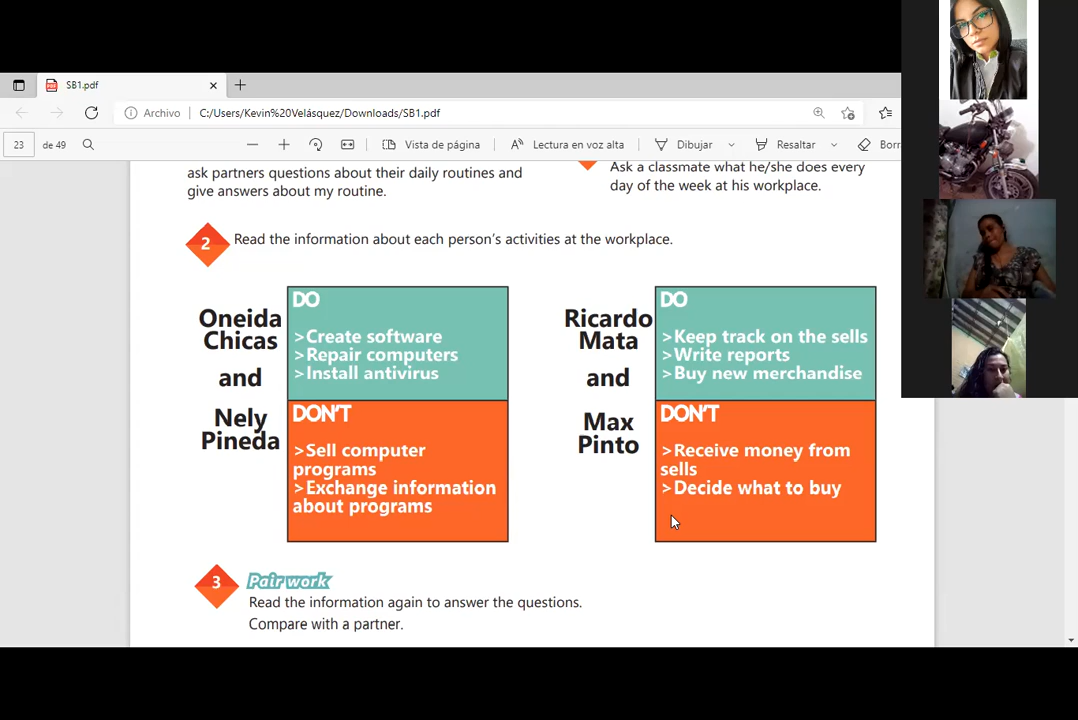 SB1.pdf
Archivo
C:/Users/Kevin%20Velásquez/Downloads/SB1.pdf
23
de 49
Vista de página
Lectura en voz alta
Dibujar
Resaltar
Borr
ask partners questions about their daily routines and
give answers about my routine.
Ask a classmate what he/she does every
day of the week at his workplace.
2
Read the information about each person's activities at the workplace.
Oneida
Chicas
and
Nely
Pineda
DO
>Create software
>Repair computers
>Install antivirus
DON'T
>Sell computer
programs
>Exchange information
about programs
Ricardo
Mata
and
Max
Pinto
DO
>Keep track on the sells
>Write reports
>Buy new merchandise
DON'T
>Receive money from
sells
>Decide what to buy
3
Pair work
Read the information again to answer the questions.
Compare with a partner.